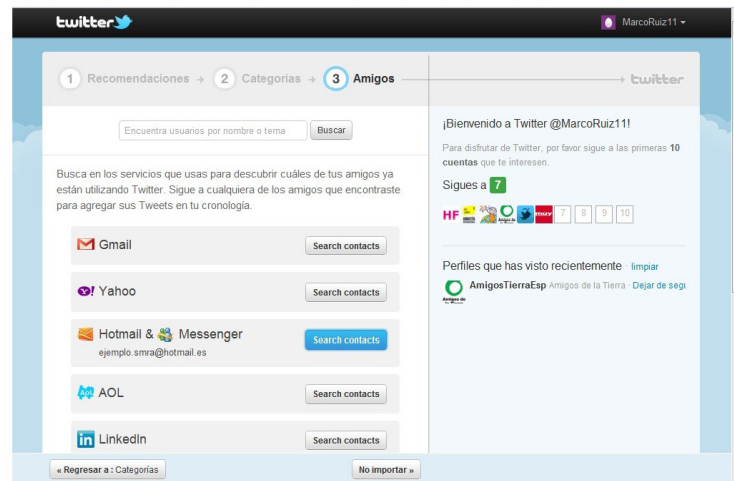 twitter
MarcoRuiz11
1 Recomendaciones → 2 Categorías → 3 Amigos
twitter
Encuentra usuarios por nombre o tema
Buscar
Busca en los servicios que usas para descubrir cuáles de tus amigos ya
están utilizando Twitter. Sigue a cualquiera de los amigos que encontraste
para agregar sus Tweets en tu cronología.
Gmail
Search contacts
Yahoo
Search contacts
Hotmail & Messenger
ejemplo.smra@hotmail.es
Search contacts
AOL
Search contacts
LinkedIn
Search contacts
« Regresar a : Categorías
No importar »
¡Bienvenido a Twitter @MarcoRuiz11!
Para disfrutar de Twitter, por favor sigue a las primeras 10
cuentas que te interesen.
Sigues a 7
HF muy 7 8 9 10
Perfiles que has visto recientemente · limpiar
AmigosTierraEsp Amigos de la Tierra · Dejar de segu
Amigos de
la Tierra